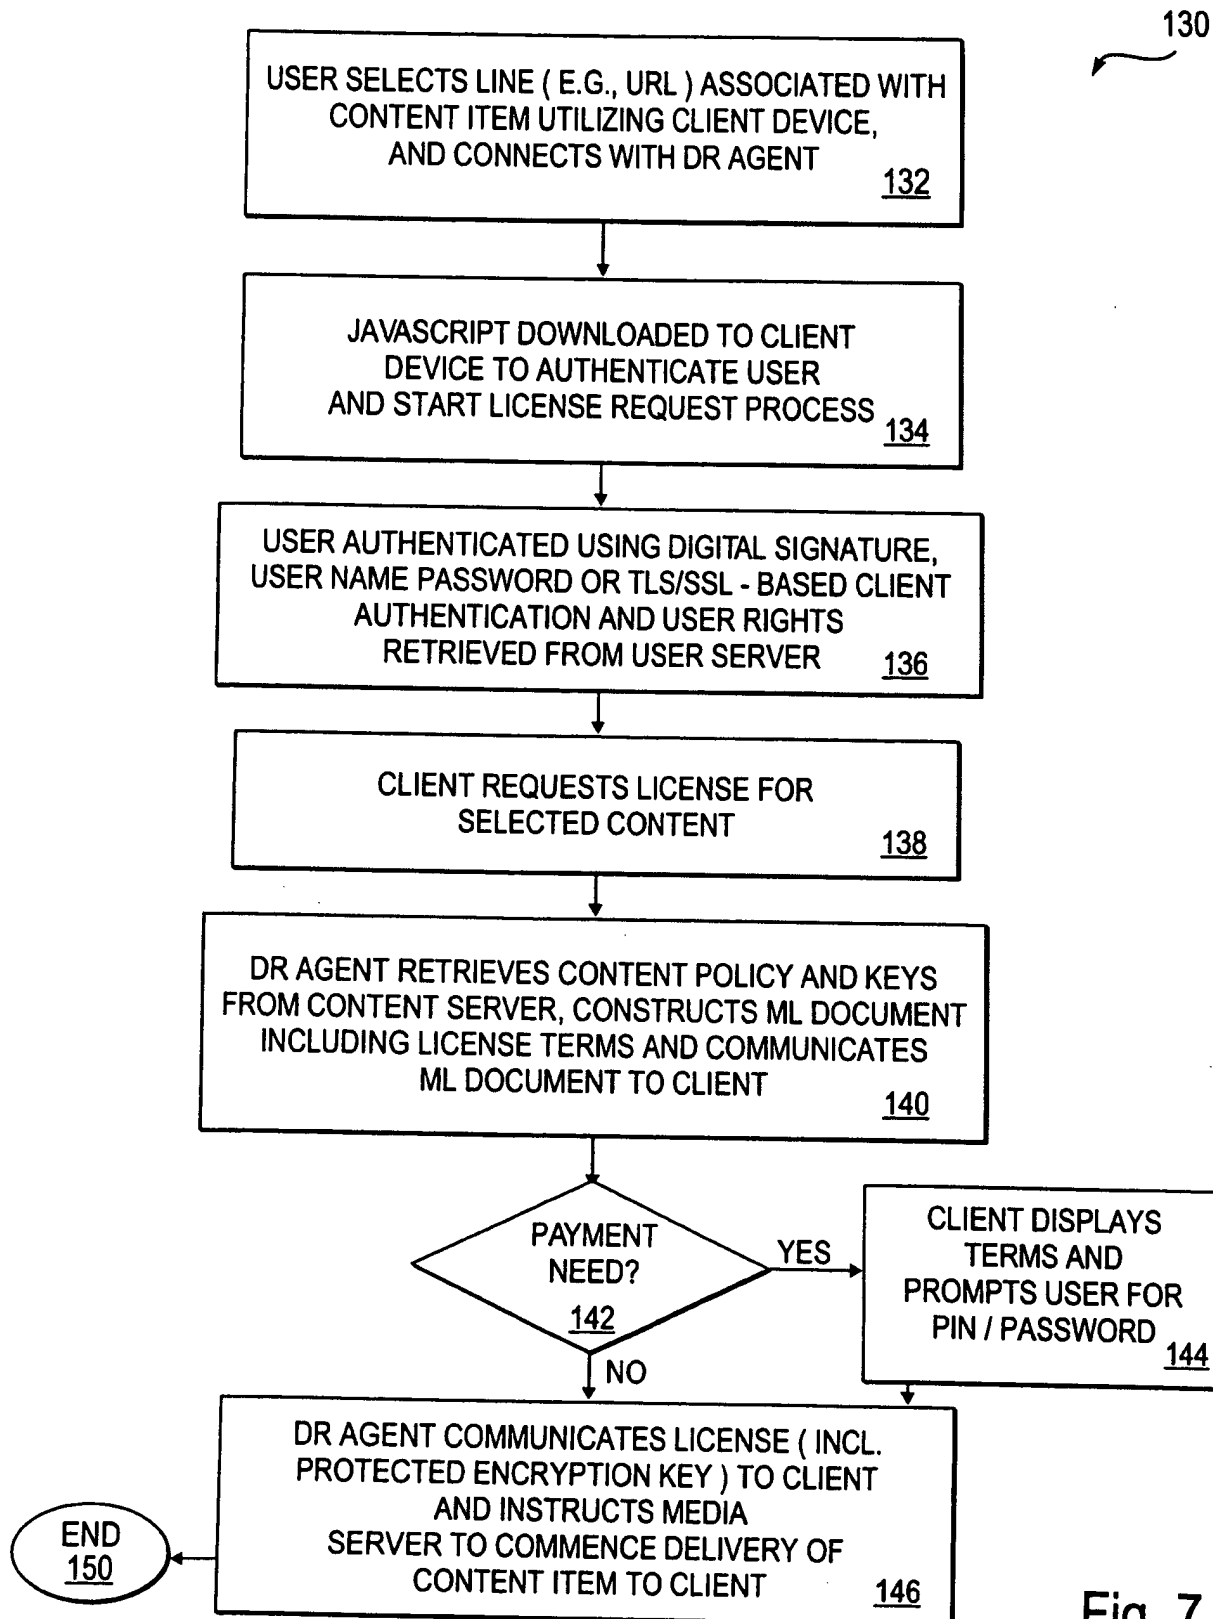 130
USER SELECTS LINE ( E.G., URL ) ASSOCIATED WITH
CONTENT ITEM UTILIZING CLIENT DEVICE,
AND CONNECTS WITH DR AGENT
132
JAVASCRIPT DOWNLOADED TO CLIENT
DEVICE TO AUTHENTICATE USER
AND START LICENSE REQUEST PROCESS
134
USER AUTHENTICATED USING DIGITAL SIGNATURE,
USER NAME PASSWORD OR TLS/SSL - BASED CLIENT
AUTHENTICATION AND USER RIGHTS
RETRIEVED FROM USER SERVER
136
CLIENT REQUESTS LICENSE FOR
SELECTED CONTENT
138
DR AGENT RETRIEVES CONTENT POLICY AND KEYS
FROM CONTENT SERVER, CONSTRUCTS ML DOCUMENT
INCLUDING LICENSE TERMS AND COMMUNICATES
ML DOCUMENT TO CLIENT
140
PAYMENT
NEED?
142
YES
CLIENT DISPLAYS
TERMS AND
PROMPTS USER FOR
PIN / PASSWORD
144
NO
DR AGENT COMMUNICATES LICENSE ( INCL.
PROTECTED ENCRYPTION KEY ) TO CLIENT
AND INSTRUCTS MEDIA
SERVER TO COMMENCE DELIVERY OF
CONTENT ITEM TO CLIENT
146
END
150
Fig. 7